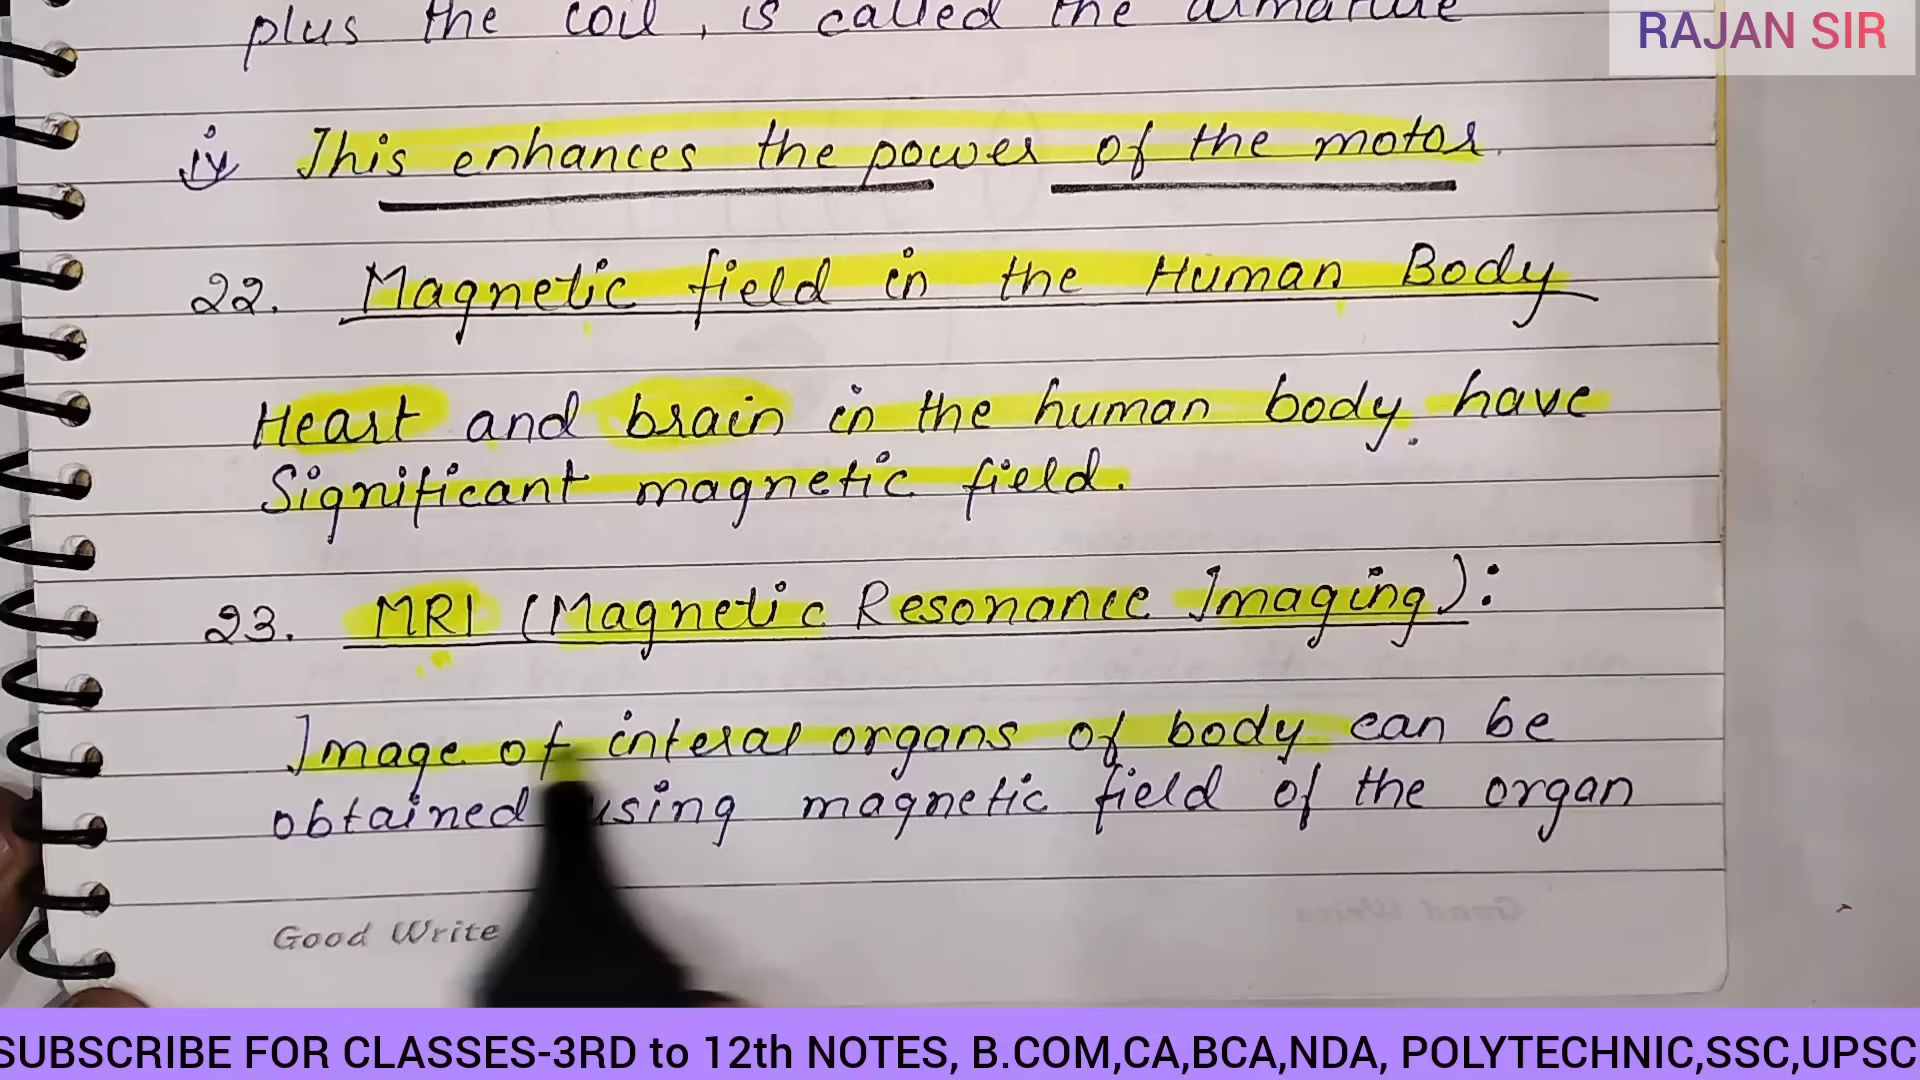 plus the coil, is called the armature
RAJAN SIR
iv This enhances the power of the motor.
22. Magnetic field in the Human Body
Heart and brain in the human body have
Significant magnetic field.
23. MRI (Magnetic Resonance Imaging):
Image of interal organs of body can be
obtained using magnetic field of the organ
Good Write
SUBSCRIBE FOR CLASSES-3RD to 12th NOTES, B.COM,CA,BCA,NDA, POLYTECHNIC,SSC,UPSC